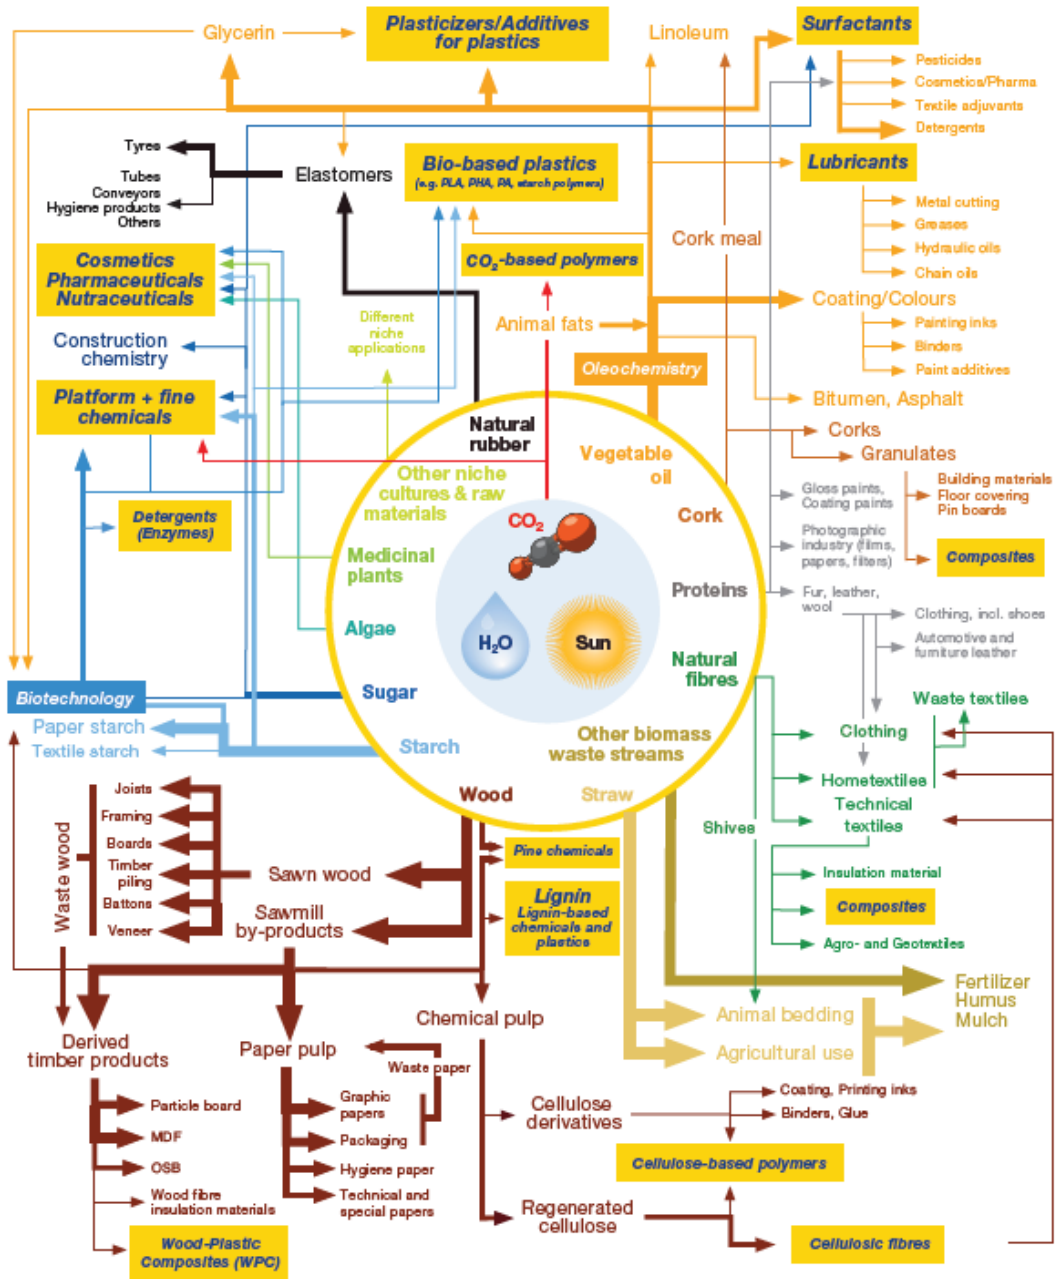 Glycerin
Plasticizers/Additives
for plastics
Linoleum
Surfactants
Pesticides
Cosmetics/Pharma
Textile adjuvants
Detergents
Tyres
Tubes
Conveyors
Hygiene products
Others
Elastomers
Bio-based plastics
(e.g. PLA, PHA, PA, starch polymers)
Lubricants
Metal cutting
Greases
Hydraulic oils
Chain oils
Cork meal
CO₂-based polymers
Cosmetics
Pharmaceuticals
Nutraceuticals
Construction
chemistry
Different
niche
applications
Animal fats
Coating/Colours
Painting inks
Binders
Paint additives
Oleochemistry
Bitumen, Asphalt
Platform + fine
chemicals
Natural
rubber
Vegetable
oil
Corks
Granulates
Other niche
cultures & raw
materials
Building materials
Floor covering
Pin boards
Gloss paints,
Coating paints
Detergents
(Enzymes)
CO₂
Cork
Photographic
industry (films,
papers, filters)
Composites
Medicinal
plants
Proteins
Fur, leather,
wool
Clothing, incl. shoes
Automotive and
furniture leather
Algae
H₂O
Sun
Natural
fibres
Sugar
Biotechnology
Paper starch
Textile starch
Starch
Other biomass
waste streams
Waste textiles
Clothing
Hometextiles
Technical
textiles
Wood
Straw
Shives
Joists
Framing
Boards
Timber
piling
Battons
Veneer
Waste wood
Sawn wood
Sawmill
by-products
Pine chemicals
Lignin
Lignin-based
chemicals and
plastics
Insulation material
Composites
Agro- and Geotextiles
Fertilizer
Humus
Mulch
Animal bedding
Agricultural use
Chemical pulp
Derived
timber products
Paper pulp
Waste paper
Particle board
MDF
OSB
Wood fibre
insulation materials
Wood-Plastic
Composites (WPC)
Graphic
papers
Packaging
Hygiene paper
Technical and
special papers
Cellulose
derivatives
Coating, Printing inks
Binders, Glue
Cellulose-based polymers
Regenerated
cellulose
Cellulosic fibres